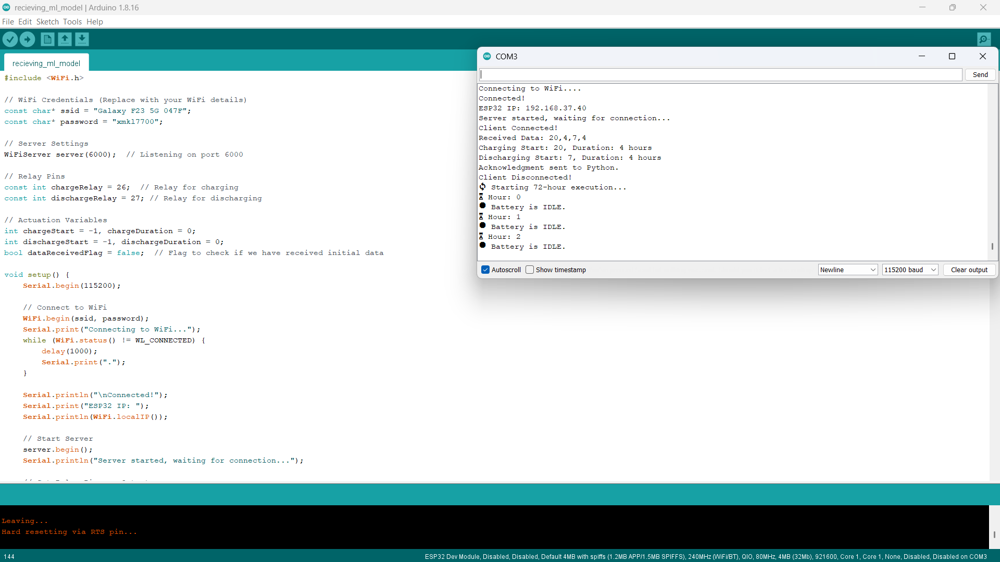 recieving_ml_model | Arduino 1.8.16
File Edit Sketch Tools Help
recieving_ml_model
#include <WiFi.h>
// WiFi Credentials (Replace with your WiFi details)
const char* ssid = "Galaxy F23 5G 047F";
const char* password = "xmkl7700";
// Server Settings
WiFiServer server(6000);  // Listening on port 6000
// Relay Pins
const int chargeRelay = 26;  // Relay for charging
const int dischargeRelay = 27; // Relay for discharging
// Actuation Variables
int chargeStart = -1, chargeDuration = 0;
int dischargeStart = -1, dischargeDuration = 0;
bool dataReceivedFlag = false;  // Flag to check if we have received initial data
void setup() {
Serial.begin(115200);
// Connect to WiFi
WiFi.begin(ssid, password);
Serial.print("Connecting to WiFi...");
while (WiFi.status() != WL_CONNECTED) {
delay(1000);
Serial.print(".");
}
Serial.println("\nConnected!");
Serial.print("ESP32 IP: ");
Serial.println(WiFi.localIP());
// Start Server
server.begin();
Serial.println("Server started, waiting for connection...");
COM3
Send
Connecting to WiFi....
Connected!
ESP32 IP: 192.168.37.40
Server started, waiting for connection...
Client Connected!
Received Data: 20,4,7,4
Charging Start: 20, Duration: 4 hours
Discharging Start: 7, Duration: 4 hours
Acknowledgment sent to Python.
Client Disconnected!
Starting 72-hour execution...
Hour: 0
Battery is IDLE.
Hour: 1
Battery is IDLE.
Hour: 2
Battery is IDLE.
Autoscroll Show timestamp Newline 115200 baud Clear output
Leaving...
Hard resetting via RTS pin...
144 ESP32 Dev Module, Disabled, Disabled, Default 4MB with spiffs (1.2MB APP/1.5MB SPIFFS), 240MHz (WiFi/BT), QIO, 80MHz, 4MB (32Mb), 921600, Core 1, Core 1, None, Disabled, Disabled on COM3